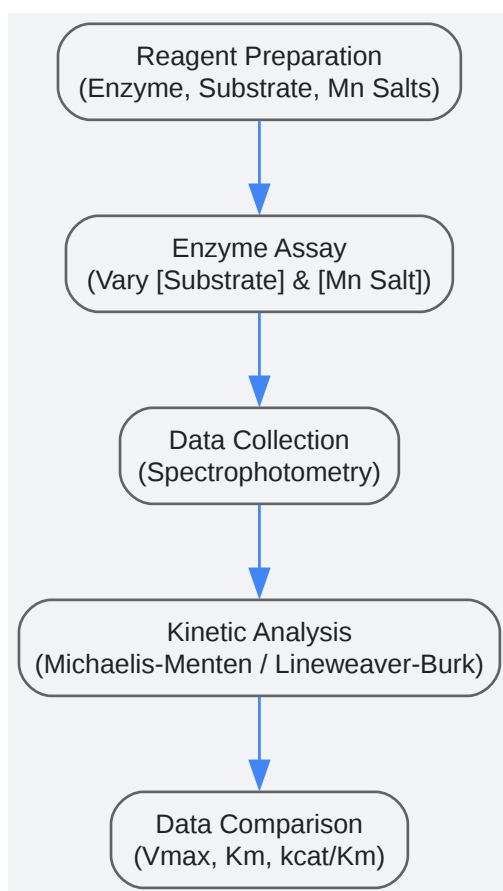 Reagent Preparation
(Enzyme, Substrate, Mn Salts)
Enzyme Assay
(Vary [Substrate] & [Mn Salt])
Data Collection
(Spectrophotometry)
Kinetic Analysis
(Michaelis-Menten / Lineweaver-Burk)
Data Comparison
(Vmax, Km, kcat/Km)